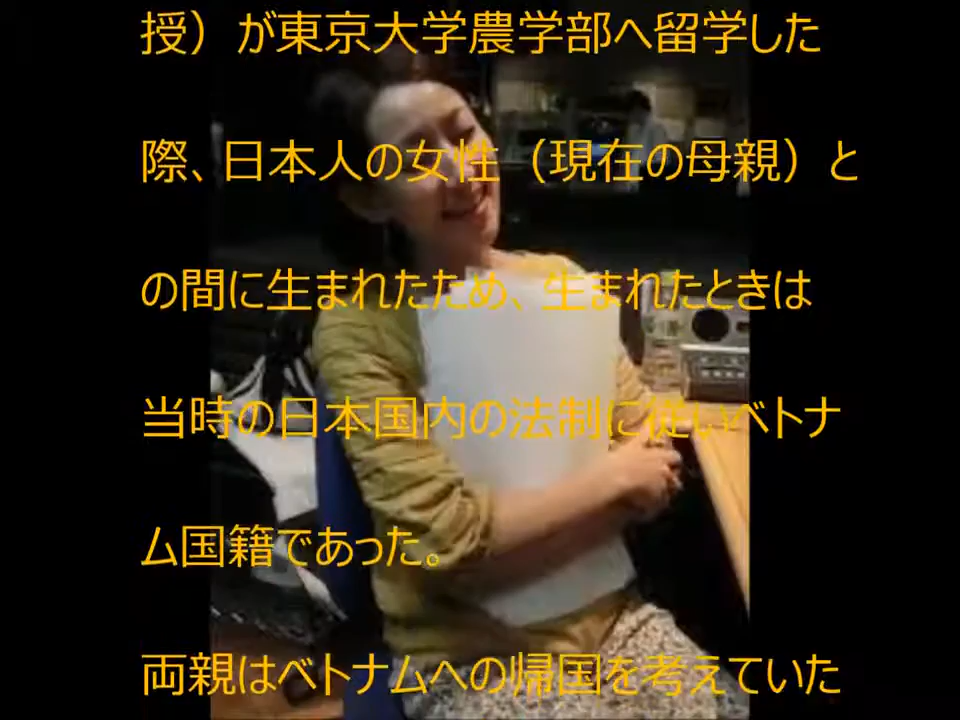 授）が東京大学農学部へ留学した
際、日本人の女性（現在の母親）と
の間に生まれたため、生まれたときは
当時の日本国内の法制に従いベトナ
ム国籍であった。
両親はベトナムへの帰国を考えていた